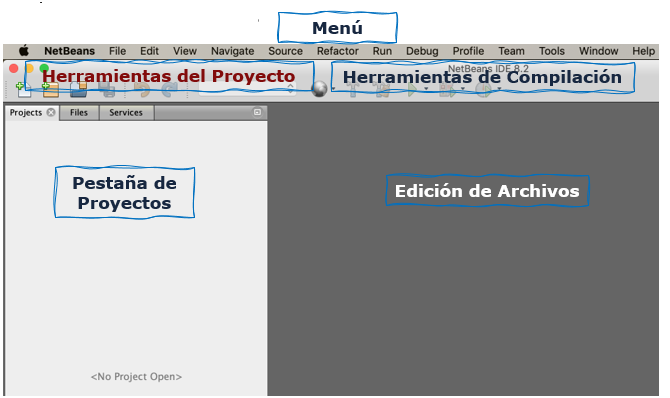 Menú
NetBeans File Edit View Navigate Source Refactor Run Debug Profile Team Tools Window Help
NetBeans IDE 8.2
Herramientas del Proyecto Herramientas de Compilación
Projects Files Services
Pestaña de
Proyectos
Edición de Archivos
<No Project Open>